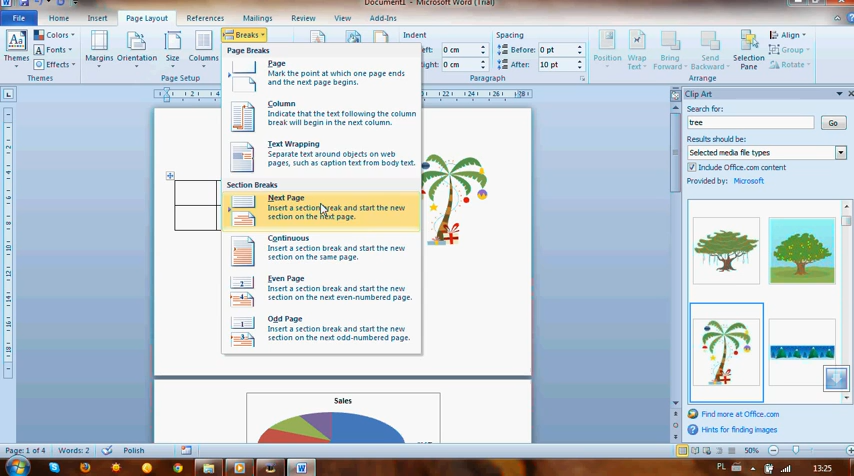 Document1 - Microsoft Word (Trial)
File Home Insert Page Layout References Mailings Review View Add-Ins
Themes
Colors
Fonts
Effects
Themes
Margins
Orientation
Size
Columns
Page Setup
Breaks
Page Breaks
Page
Mark the point at which one page ends
and the next page begins.
Column
Indicate that the text following the column
break will begin in the next column.
Text Wrapping
Separate text around objects on web
pages, such as caption text from body text.
Section Breaks
Next Page
Insert a section break and start the new
section on the next page.
Continuous
Insert a section break and start the new
section on the same page.
Even Page
Insert a section break and start the new
section on the next even-numbered page.
Odd Page
Insert a section break and start the new
section on the next odd-numbered page.
Indent
Left: 0 cm
Right: 0 cm
Spacing
Before: 0 pt
After: 10 pt
Paragraph
Position
Wrap
Text
Bring
Forward
Send
Backward
Selection
Pane
Align
Group
Rotate
Arrange
Clip Art
Search for:
tree
Go
Results should be:
Selected media file types
Include Office.com content
Provided by: Microsoft
Find more at Office.com
Hints for finding images
Sales
Page: 1 of 4 Words: 2 Polish
50%
PL 13:25